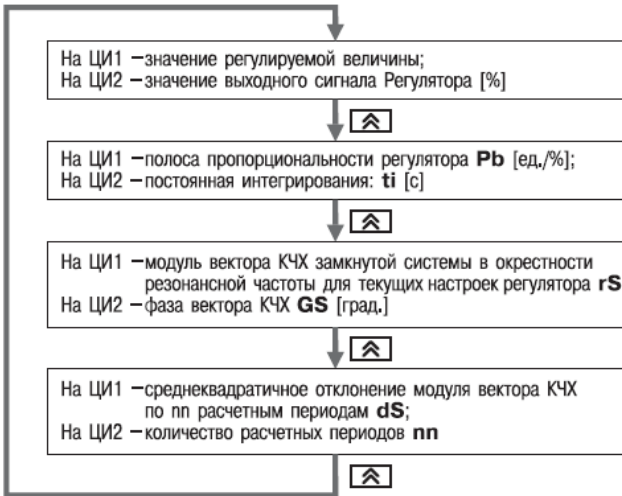 На ЦИ1 –значение регулируемой величины;
На ЦИ2 –значение выходного сигнала Регулятора [%]
На ЦИ1 –полоса пропорциональности регулятора Pb [ед./%];
На ЦИ2 –постоянная интегрирования: ti [с]
На ЦИ1 –модуль вектора КЧХ замкнутой системы в окрестности
резонансной частоты для текущих настроек регулятора rS
На ЦИ2 –фаза вектора КЧХ GS [град.]
На ЦИ1 –среднеквадратичное отклонение модуля вектора КЧХ
по nn расчетным периодам dS;
На ЦИ2 –количество расчетных периодов nn